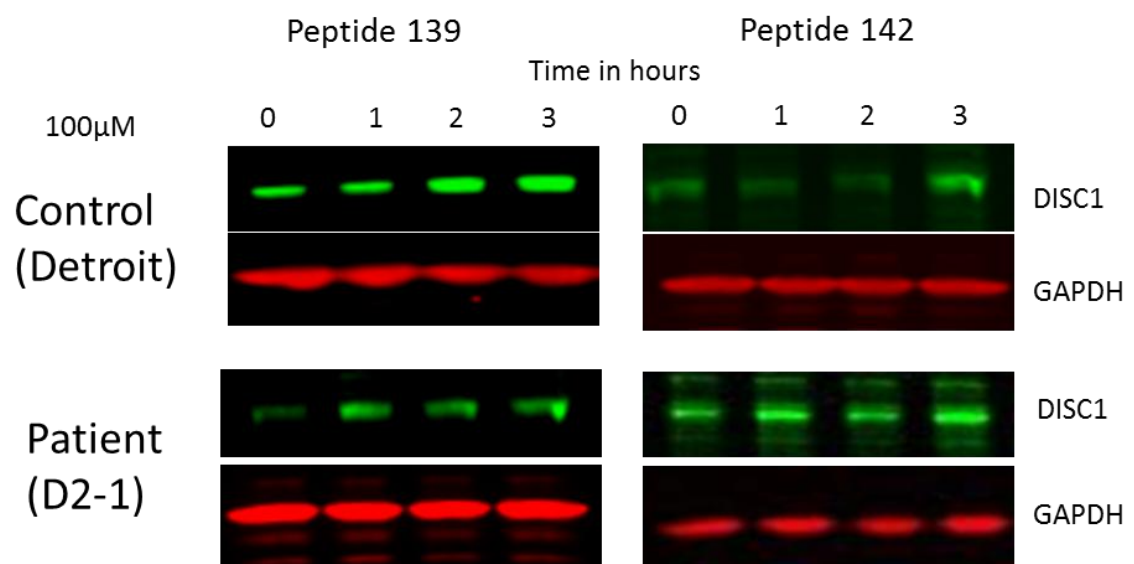 Peptide 139
Peptide 142
Time in hours
100µM
0 1 2 3
0 1 2 3
Control
(Detroit)
DISC1
GAPDH
Patient
(D2-1)
DISC1
GAPDH